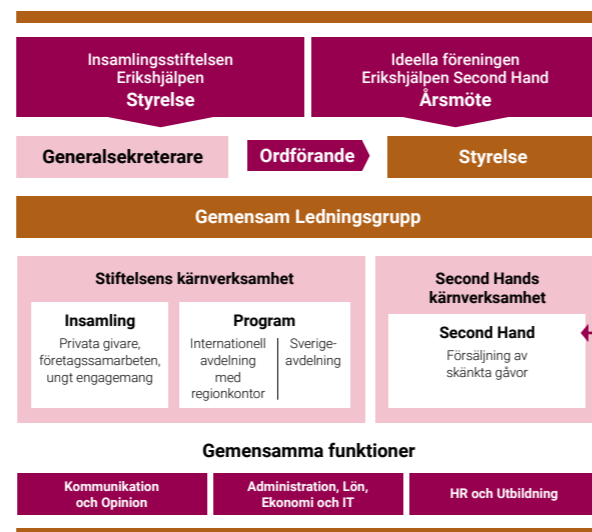 Insamlingsstiftelsen
Erikshjälpen
Styrelse
Ideella föreningen
Erikshjälpen Second Hand
Årsmöte
Generalsekreterare
Ordförande
Styrelse
Gemensam Ledningsgrupp
Stiftelsens kärnverksamhet
Insamling
Privata givare,
företagssamarbeten,
ungt engagemang
Program
Internationell
avdelning
med
regionkontor
Sverige-
avdelning
Second Hands
kärnverksamhet
Second Hand
Försäljning av
skänkta gåvor
Gemensamma funktioner
Kommunikation
och Opinion
Administration, Lön,
Ekonomi och IT
HR och Utbildning